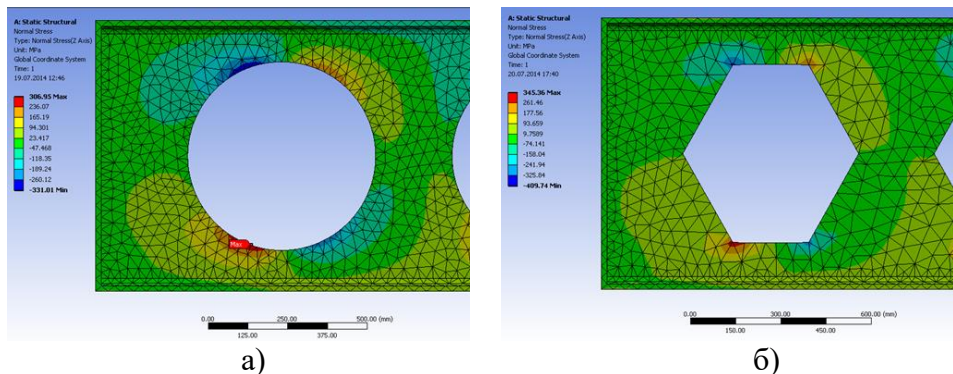 A: Static Structural
Normal Stress
Type: Normal Stress(Z Axis)
Unit: MPa
Global Coordinate System
Time: 1
19.07.2014 12:46
306.95 Max
236.07
165.19
94.301
23.417
-47.468
-118.35
-189.24
-260.12
-331.01 Min
Max
0.00 250.00 500.00 (mm)
125.00 375.00
а)
A: Static Structural
Normal Stress
Type: Normal Stress(Z Axis)
Unit: MPa
Global Coordinate System
Time: 1
20.07.2014 17:40
345.36 Max
261.46
177.56
93.659
9.7589
-74.141
-158.04
-241.94
-325.84
-409.74 Min
0.00 300.00 600.00 (mm)
150.00 450.00
б)